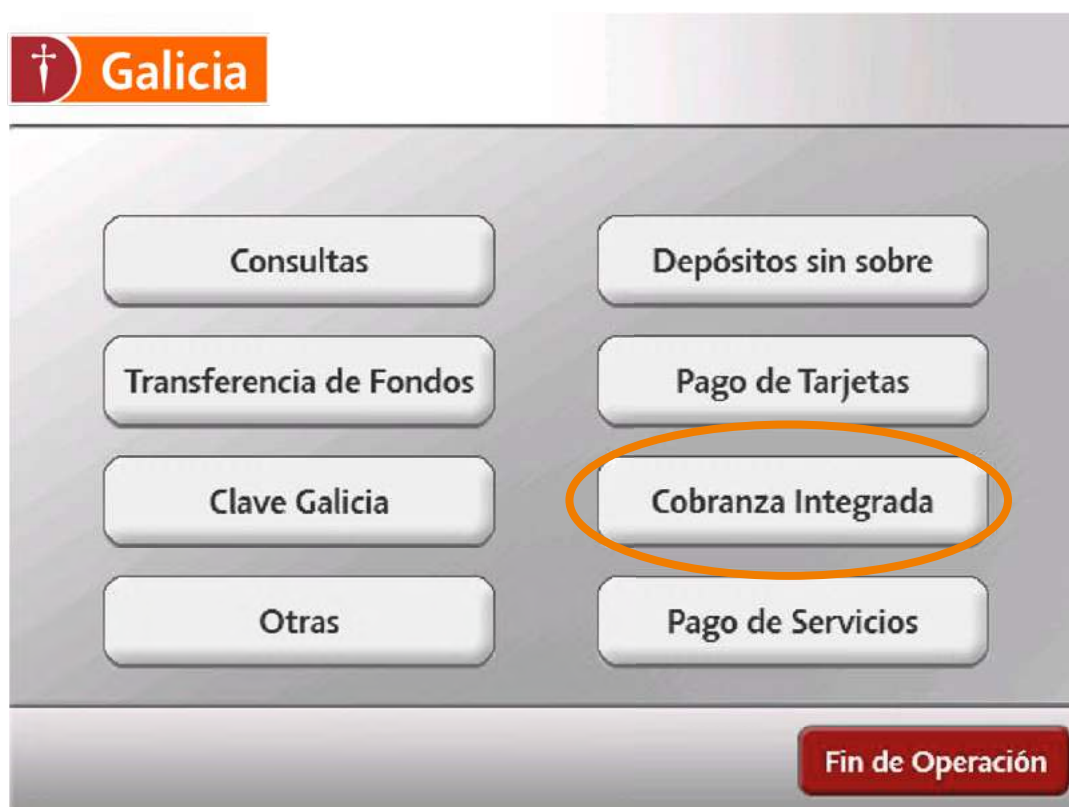 Galicia
Consultas
Depósitos sin sobre
Transferencia de Fondos
Pago de Tarjetas
Clave Galicia
Cobranza Integrada
Otras
Pago de Servicios
Fin de Operación